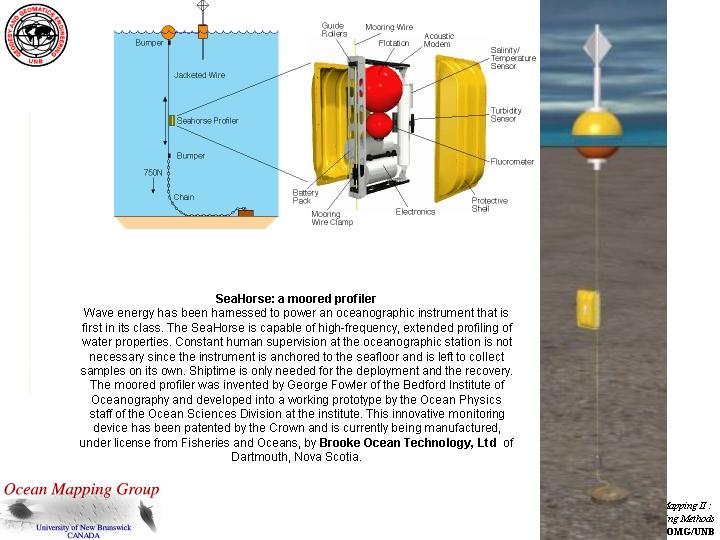 GEODESY AND GEOMATICS ENGINEERING
UNB
Bumper
Jacketed Wire
Seahorse Profiler
Bumper
750N
Chain
Guide
Rollers
Mooring Wire
Flotation
Acoustic
Modem
Salinity/
Temperature
Sensor
Turbidity
Sensor
Fluorometer
Battery
Pack
Mooring
Wire Clamp
Electronics
Protective
Shell
SeaHorse: a moored profiler
Wave energy has been harnessed to power an oceanographic instrument that is
first in its class. The SeaHorse is capable of high-frequency, extended profiling of
water properties. Constant human supervision at the oceanographic station is not
necessary since the instrument is anchored to the seafloor and is left to collect
samples on its own. Shiptime is only needed for the deployment and the recovery.
The moored profiler was invented by George Fowler of the Bedford Institute of
Oceanography and developed into a working prototype by the Ocean Physics
staff of the Ocean Sciences Division at the institute. This innovative monitoring
device has been patented by the Crown and is currently being manufactured,
under license from Fisheries and Oceans, by Brooke Ocean Technology, Ltd of
Dartmouth, Nova Scotia.
Ocean Mapping Group
University of New Brunswick
CANADA
Mapping II :
ng Methods
OMG/UNB